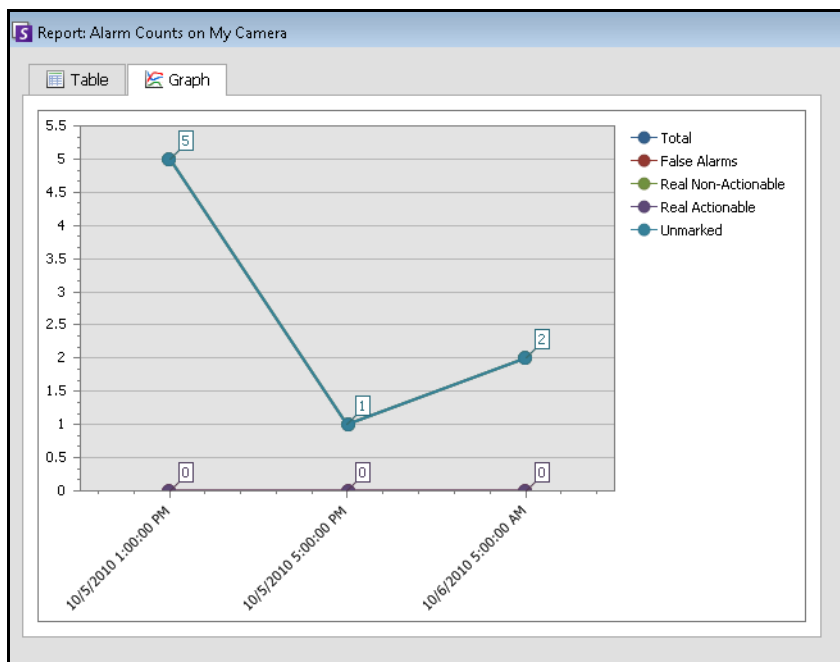 S Report: Alarm Counts on My Camera
Table
Graph
5.5
5
4.5
4
3.5
3
2.5
2
1.5
1
0.5
0
5
1
2
0
0
0
10/5/2010 1:00:00 PM
10/5/2010 5:00:00 PM
10/6/2010 5:00:00 AM
Total
False Alarms
Real Non-Actionable
Real Actionable
Unmarked